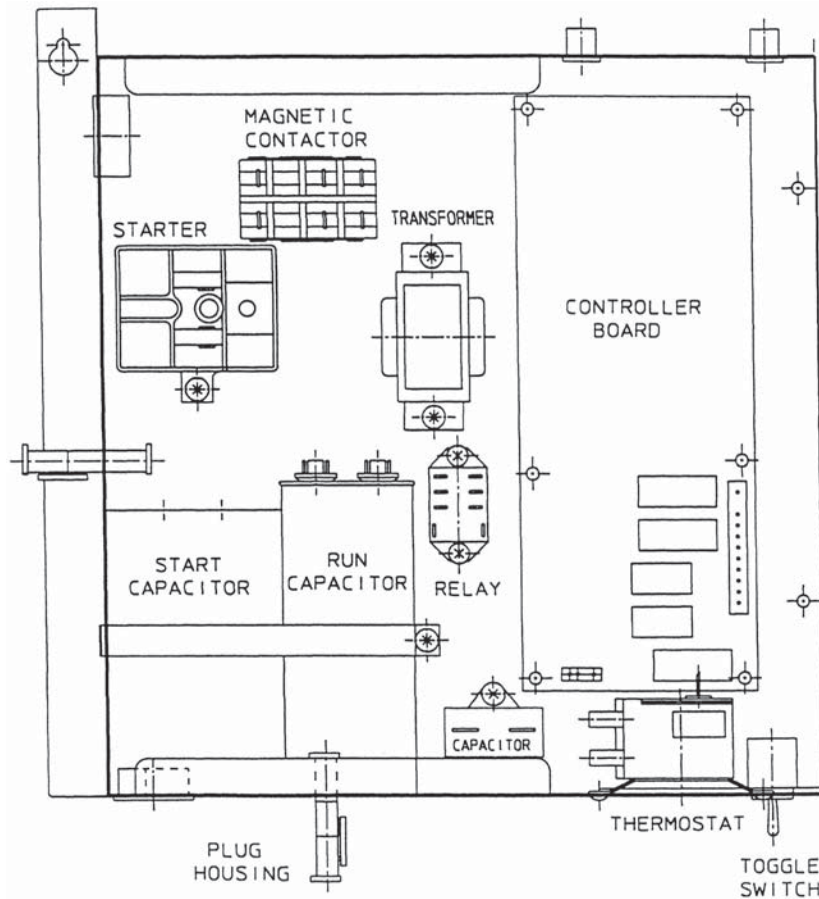 MAGNETIC
CONTACTOR
TRANSFORMER
STARTER
CONTROLLER
BOARD
START
CAPACITOR
RUN
CAPACITOR
RELAY
CAPACITOR
THERMOSTAT
PLUG
HOUSING
TOGGLE
SWITCH